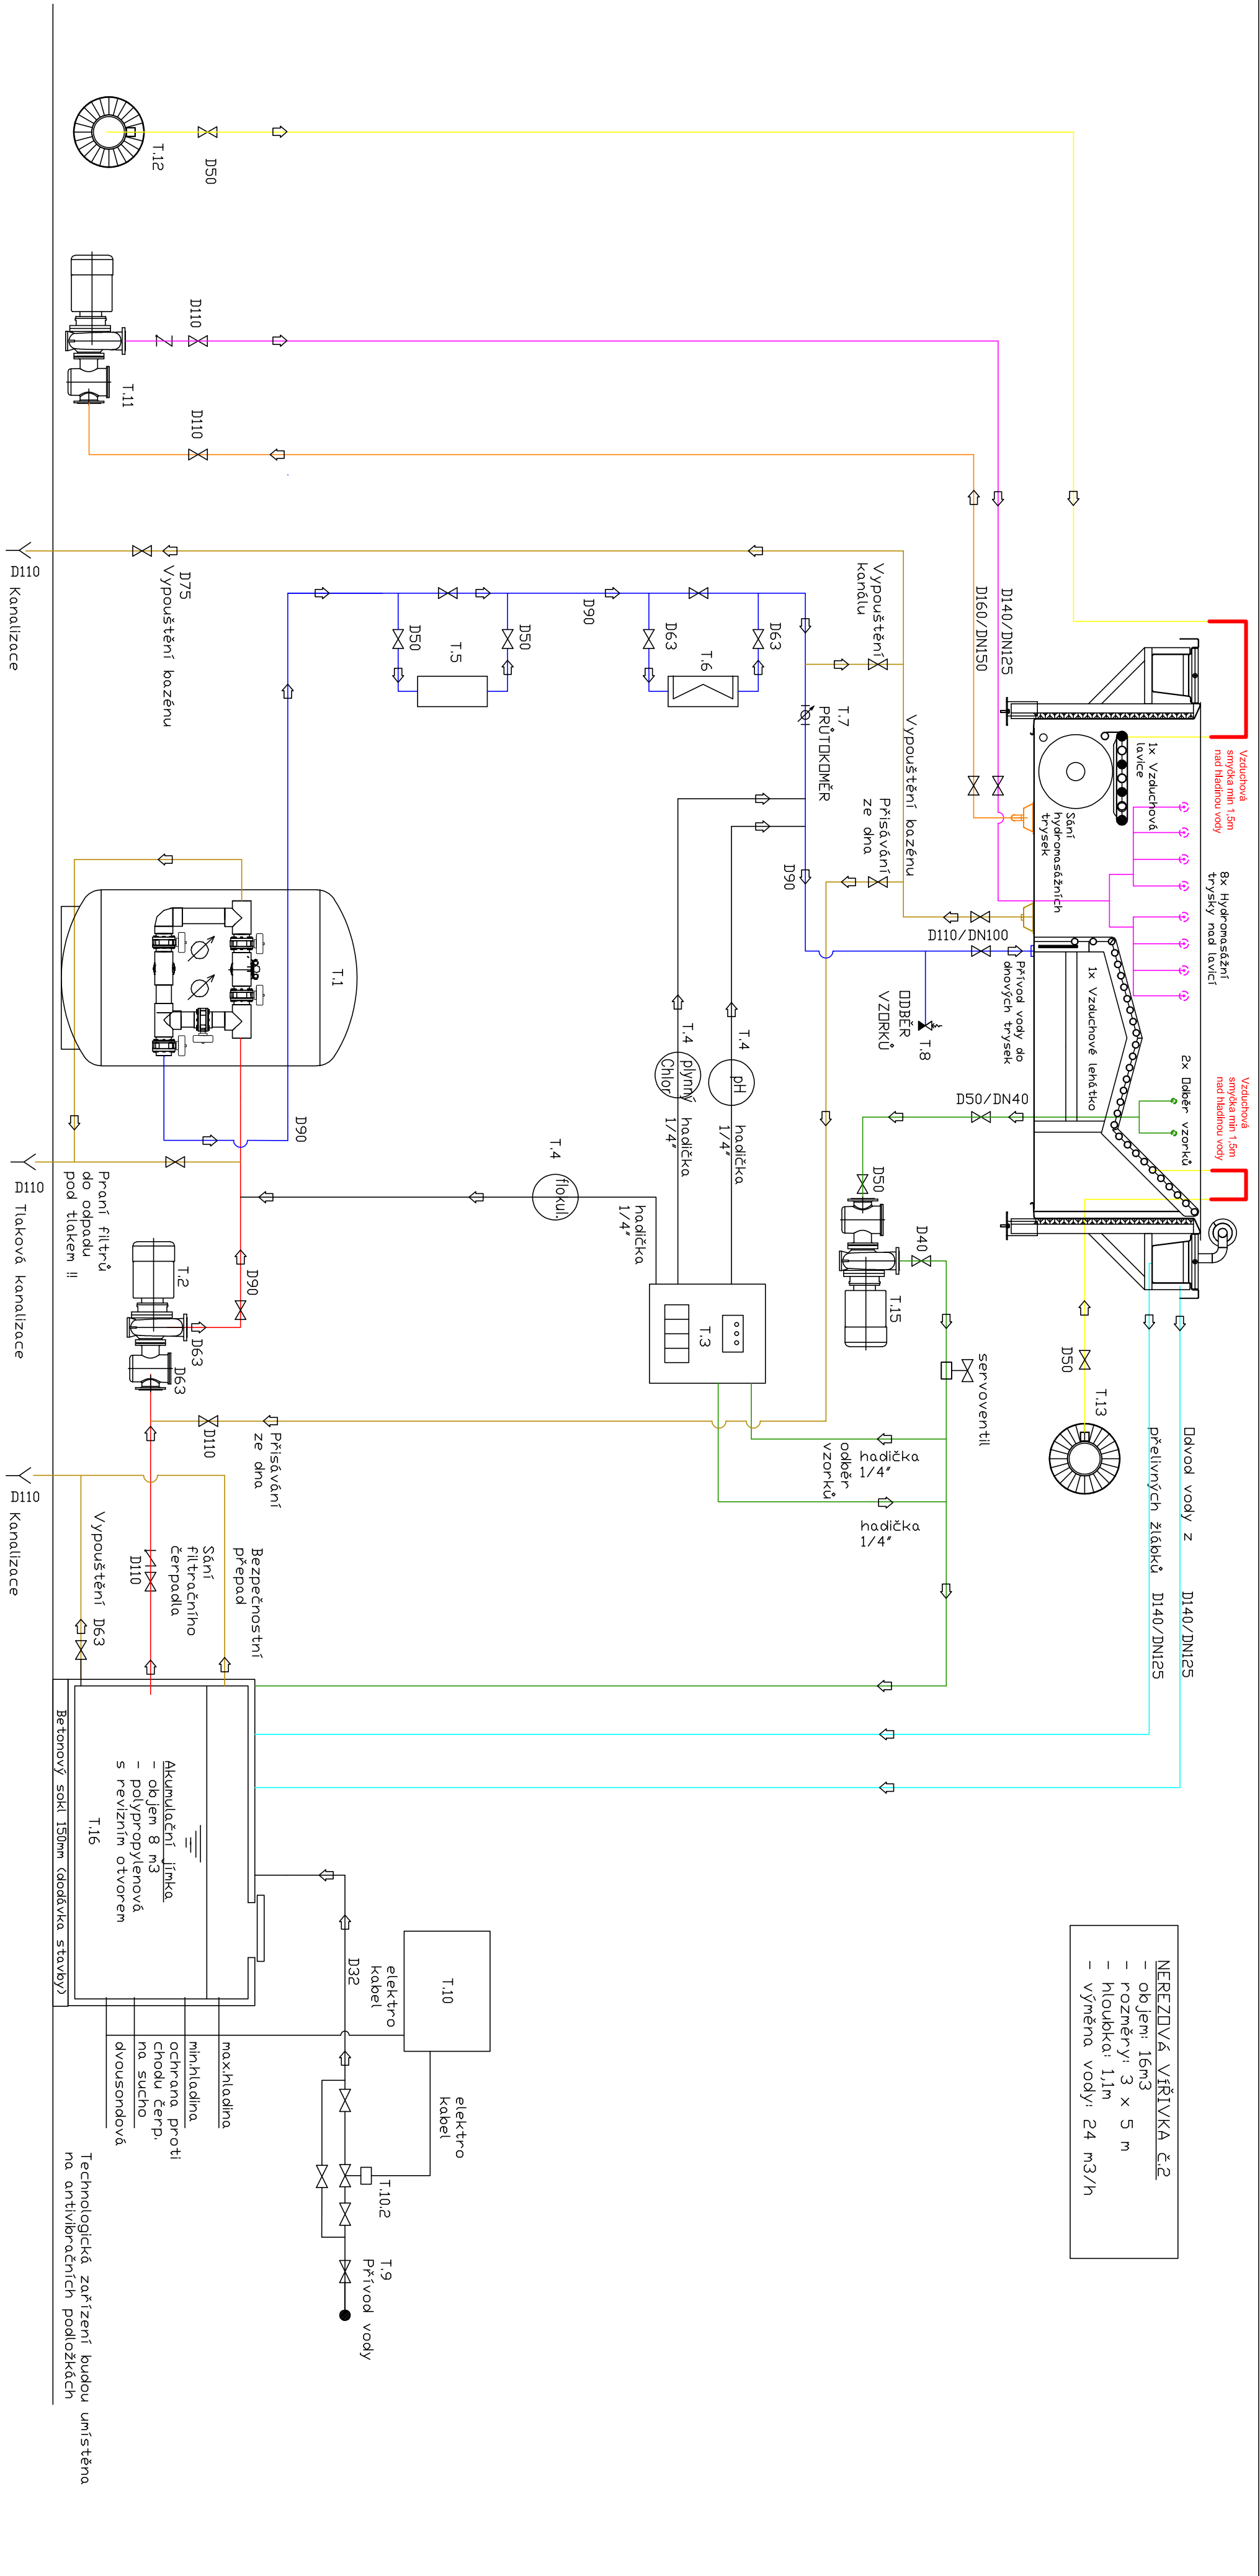 Vzduchová
smyčka min 1,5m
nad hladinou vody
Vzduchová
smyčka min 1,5m
nad hladinou vody
8x Hydromasážní
trysky nad lavicí
2x Odběr vzorků
1x Vzduchová
lavice
Sání
hydromasážních
trysek
1x Vzduchové lehátko
NEREZOVÁ VÍŘIVKA č.2
- objem: 16m3
- rozměry: 3 x 5 m
- hloubka: 1,1m
- výměna vody: 24 m3/h
Odvod vody z
přelivných žlábků
D140/DN125
D140/DN125
T.13
D50
D140/DN125
D160/DN150
D110/DN100
Přívod vody do
dnových trysek
D50/DN40
Vypouštění
kanálu
Vypouštění bazénu
Přisávání
ze dna
T.8
ODBĚR
VZORKŮ
T.7
PRŮTOKOMĚR
D90
D63
T.6
D63
D90
D50
T.5
D50
D50
D40
T.15
servoventil
hadička
1/4"
odběr
vzorků
hadička
1/4"
T.4
pH
hadička
1/4"
T.4
plynný
Chlor
hadička
1/4"
T.3
T.4
flokul.
hadička
1/4"
T.12
D50
D110
T.11
D110
D75
Vypouštění bazénu
D110
Kanalizace
T.1
D90
D90
T.2
D63
D63
Praní filtrů
do odpadu
pod tlakem !!
D110
Tlaková kanalizace
Přisávání
ze dna
D110
Bezpečnostní
přepad
Sání
filtračního
čerpadla
D110
Vypouštění D63
D110
Kanalizace
Akumulační jímka
- objem 8 m3
- polypropylenová
s revizním otvorem
T.16
Betonový sokl 150mm (dodávka stavby)
T.10
elektro
kabel
elektro
kabel
D32
T.10.2
T.9
Přívod vody
max.hladina
min.hladina
ochrana proti
chodu čerp.
na sucho
dvousondová
Technologická zařízení budou umístěna
na antivibračních podložkách